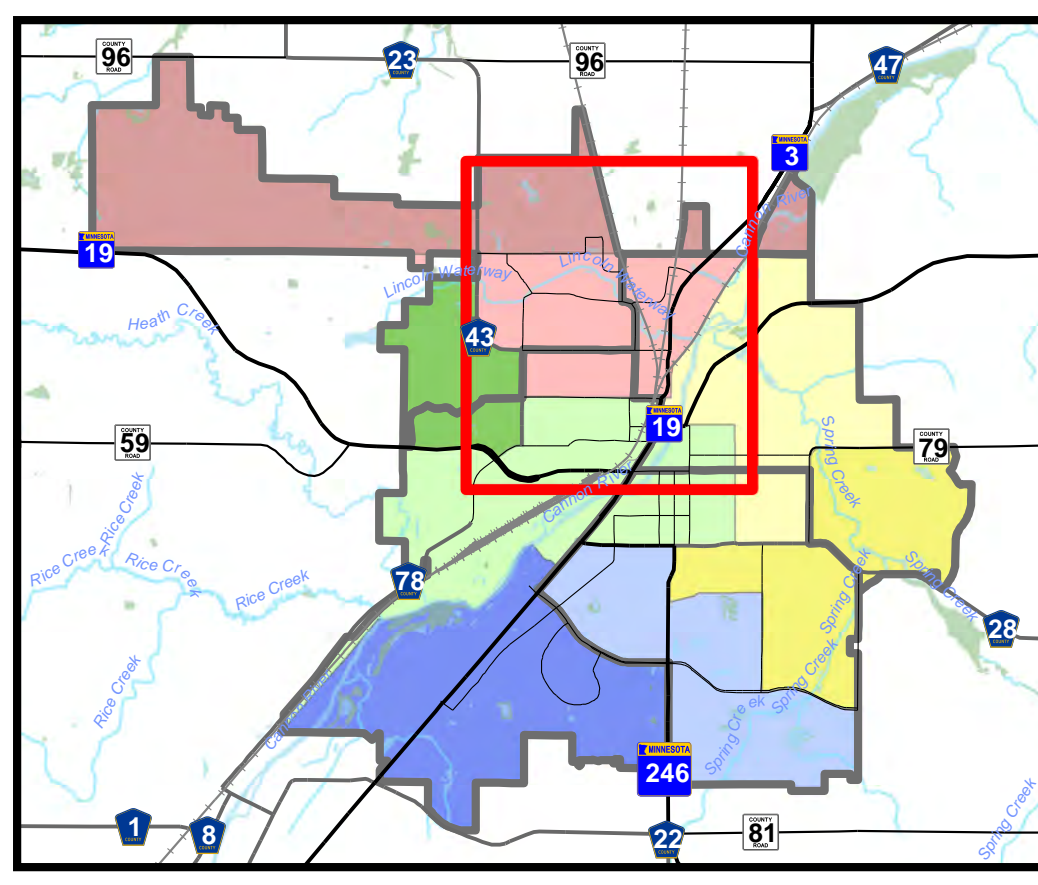 COUNTY
96
ROAD
23
COUNTY
COUNTY
96
ROAD
47
COUNTY
MINNESOTA
3
Cannon River
MINNESOTA
19
Lincoln Waterway
Lincoln Waterway
Heath Creek
43
COUNTY
MINNESOTA
19
COUNTY
59
ROAD
COUNTY
79
ROAD
Spring Creek
Cannon River
Rice Creek
Rice Creek
Rice Creek
Rice Creek
78
COUNTY
Spring Creek
Spring Creek
28
COUNTY
Rice Creek
Cannon River
Spring Creek
Spring Creek
MINNESOTA
246
1
COUNTY
8
COUNTY
22
COUNTY
COUNTY
81
ROAD
Spring Creek